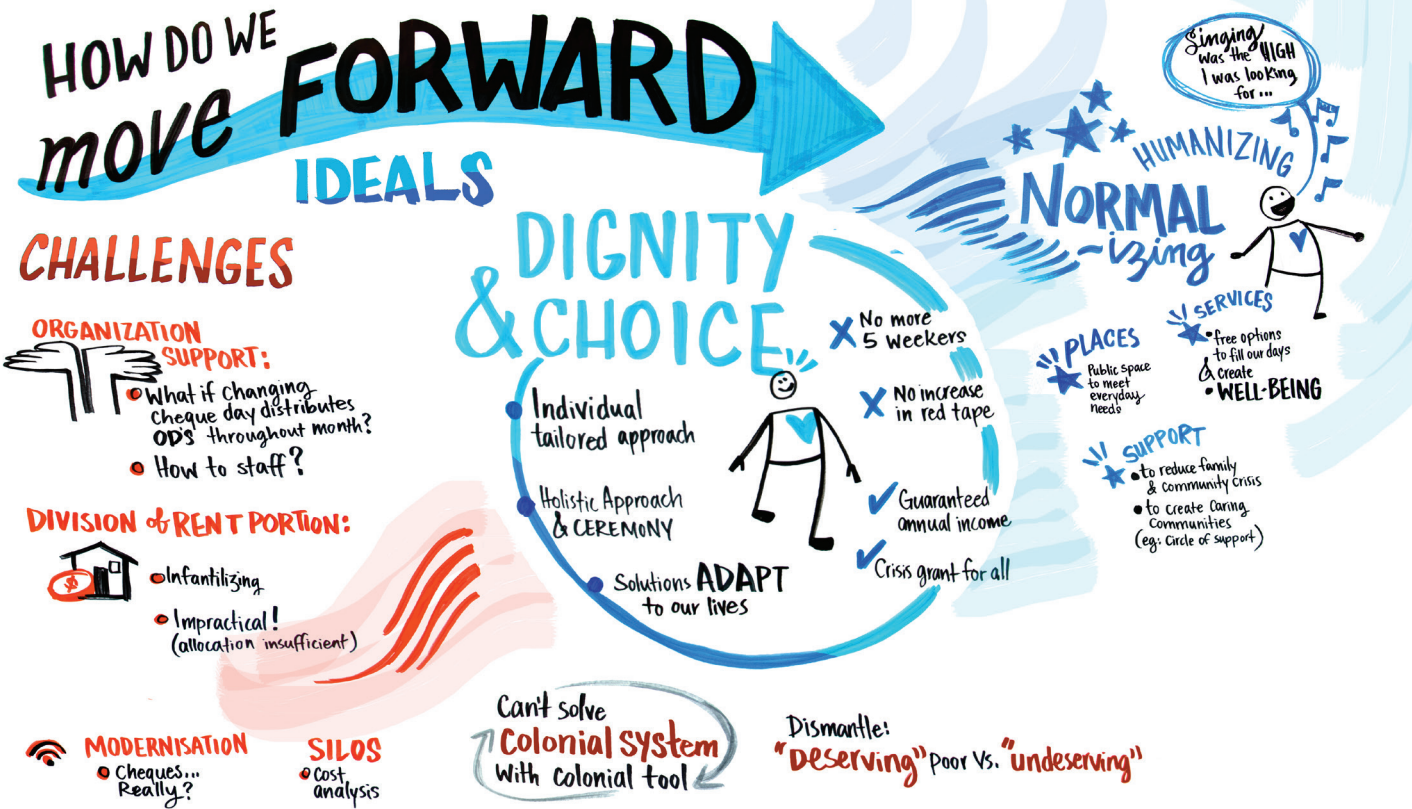 HOW DO WE
move FORWARD
IDEALS
CHALLENGES
ORGANIZATION
SUPPORT:
What if changing
cheque day distributes
OD'S throughout month?
How to staff?
DIVISION of RENT PORTION:
$
Infantilizing
Impractical!
(allocation insufficient)
MODERNISATION
Cheques...
Really?
SILOS
Cost
analysis
DIGNITY
& CHOICE
Individual
tailored approach
Holistic Approach
& CEREMONY
Solutions ADAPT
to our lives
X No more
5 weekers
X No increase
in red tape
Guaranteed
annual income
Crisis grant for all
Can't solve
Colonial system
With colonial tool
Dismantle:
"Deserving" poor Vs. "undeserving"
Singing
was the HIGH
I was looking
for...
HUMANIZING
NORMAL
-izing
PLACES
Public space
to meet
everyday
needs
SERVICES
free options
to fill our days
& create
WELL-BEING
SUPPORT
to reduce family
& community crisis
to create caring
communities
(eg: Circle of support)